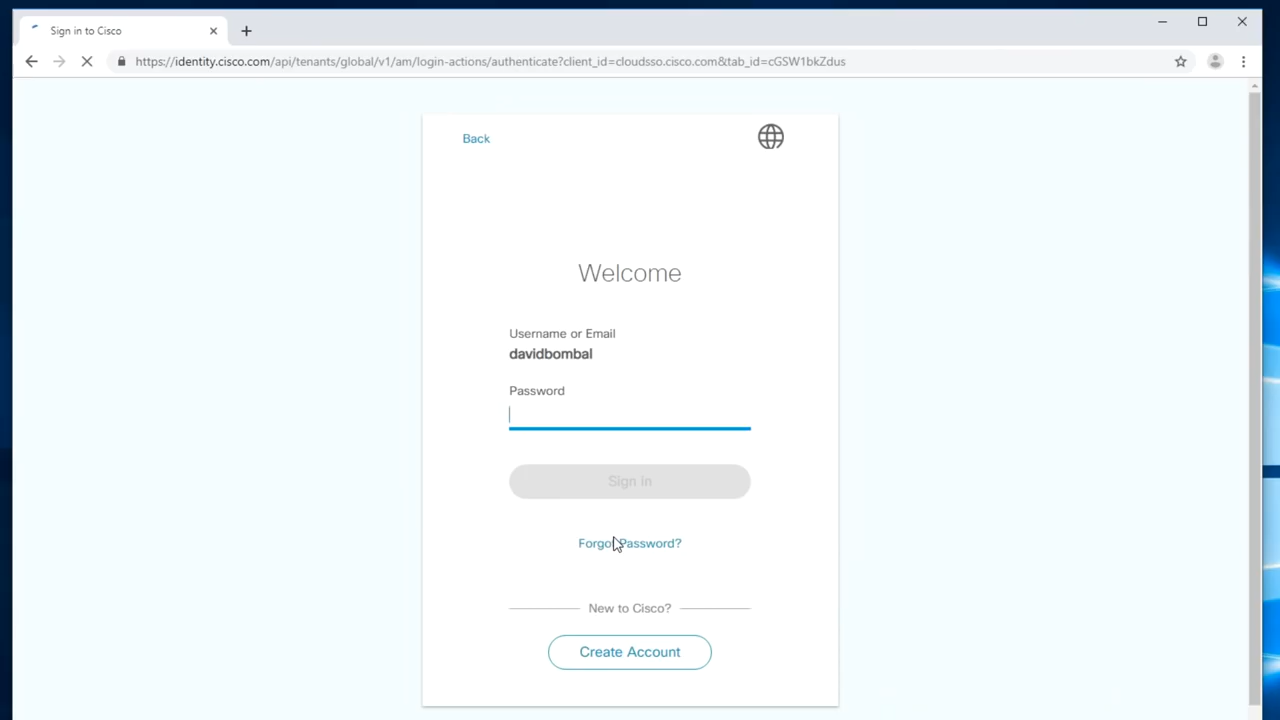 Sign in to Cisco
https://identity.cisco.com/api/tenants/global/v1/am/login-actions/authenticate?client_id=cloudsso.cisco.com&tab_id=cGSW1bkZdus
Back
Welcome
Username or Email
davidbombal
Password
Sign in
Forgot Password?
New to Cisco?
Create Account